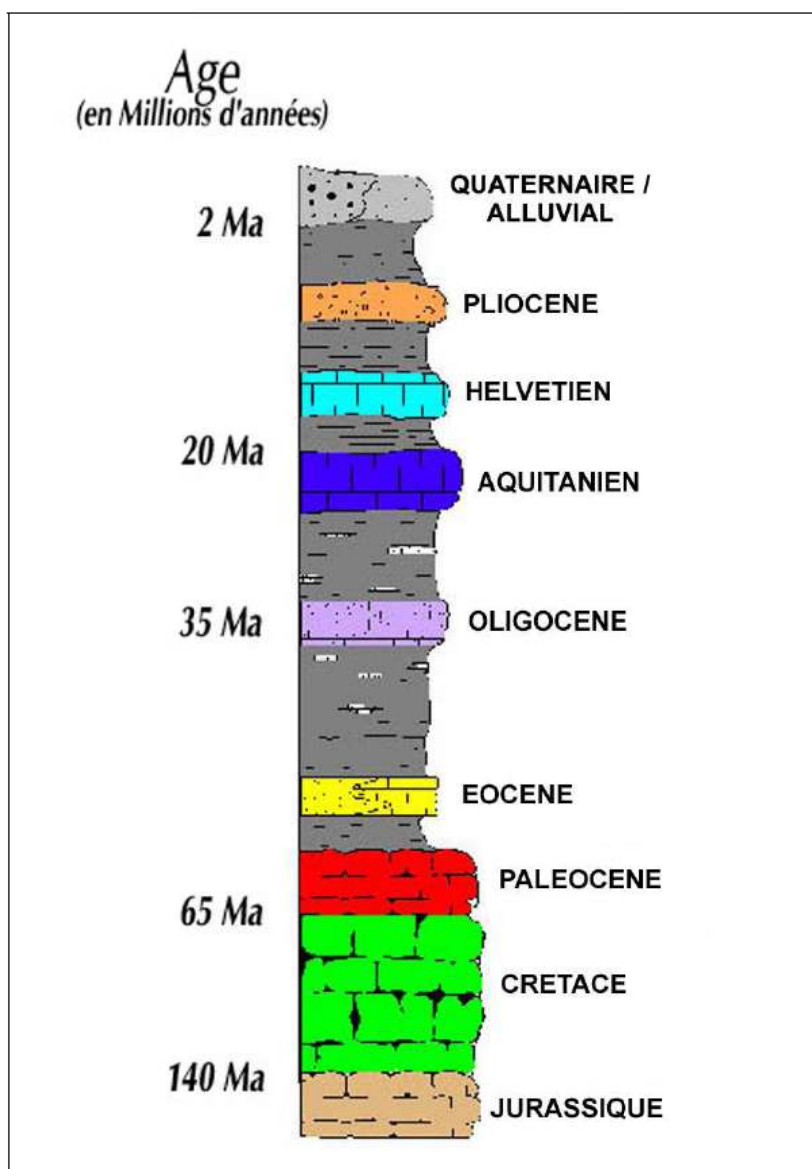 Age
(en Millions d'années)
QUATERNAIRE /
ALLUVIAL
2 Ma
PLIOCENE
HELVETIEN
20 Ma
AQUITANIEN
35 Ma
OLIGOCENE
EOCENE
PALEOCENE
65 Ma
CRETACE
140 Ma
JURASSIQUE